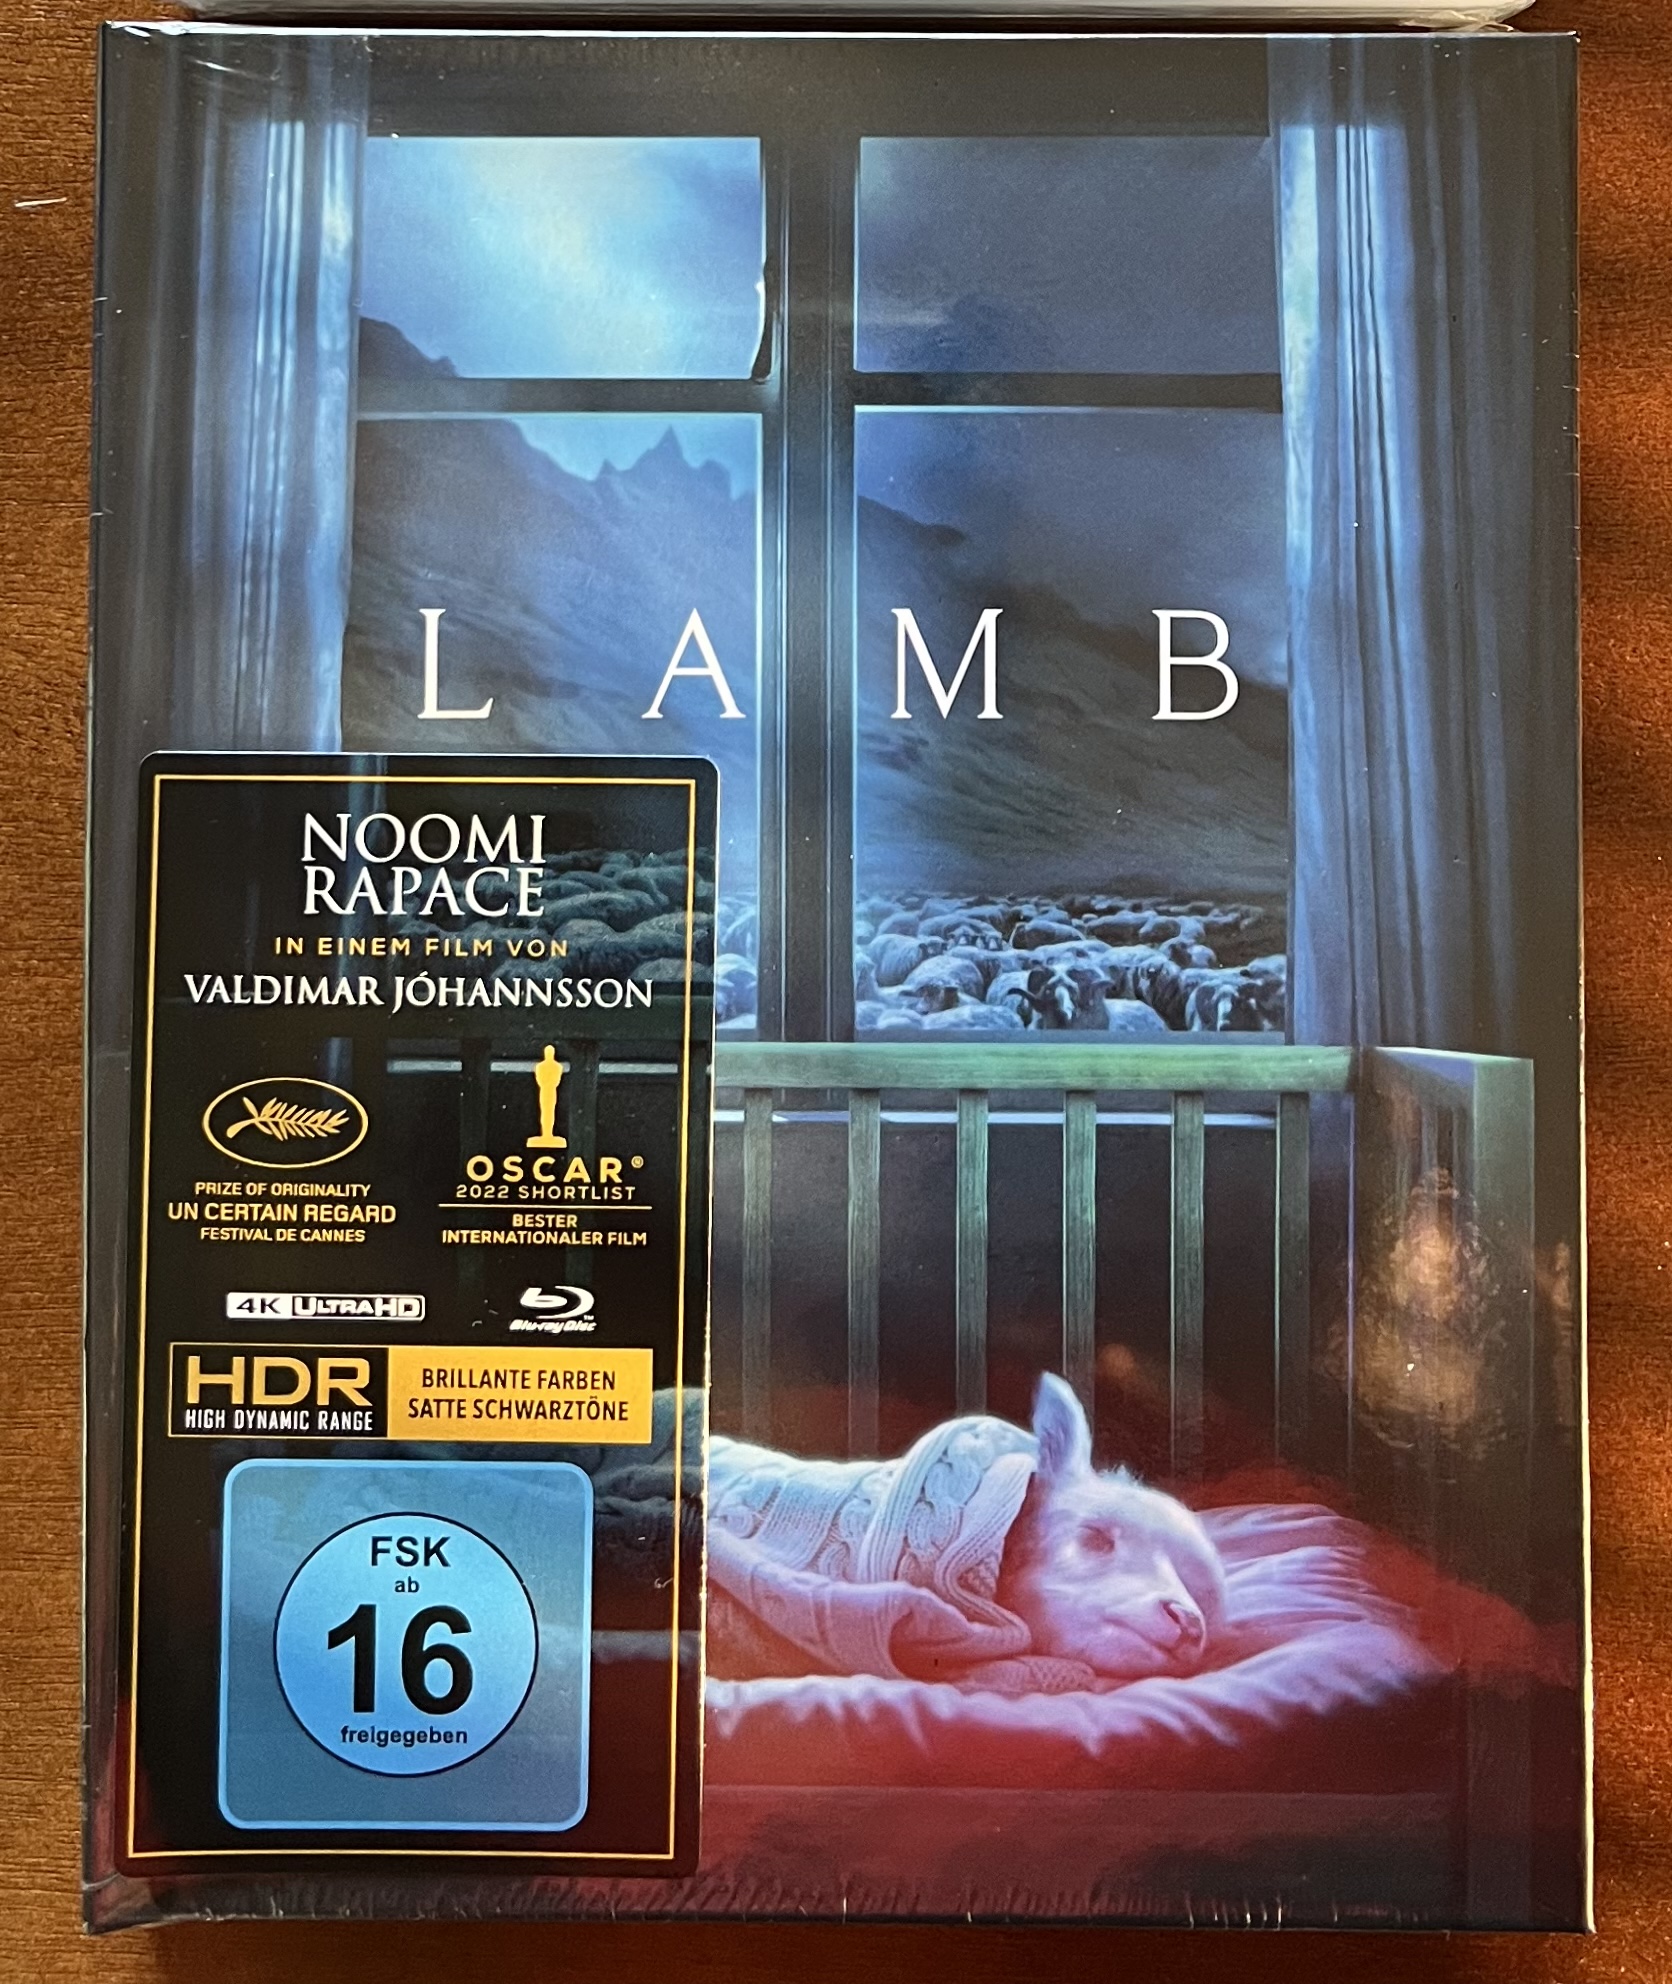 L A M B
NOOMI
RAPACE
IN EINEM FILM VON
VALDIMAR JÓHANNSSON
PRIZE OF ORIGINALITY
UN CERTAIN REGARD
FESTIVAL DE CANNES
OSCAR®
2022 SHORTLIST
BESTER
INTERNATIONALER FILM
4K ULTRA HD
Blu-ray Disc™
HDR
HIGH DYNAMIC RANGE
BRILLANTE FARBEN
SATTE SCHWARZTÖNE
FSK
ab
16
freigegeben